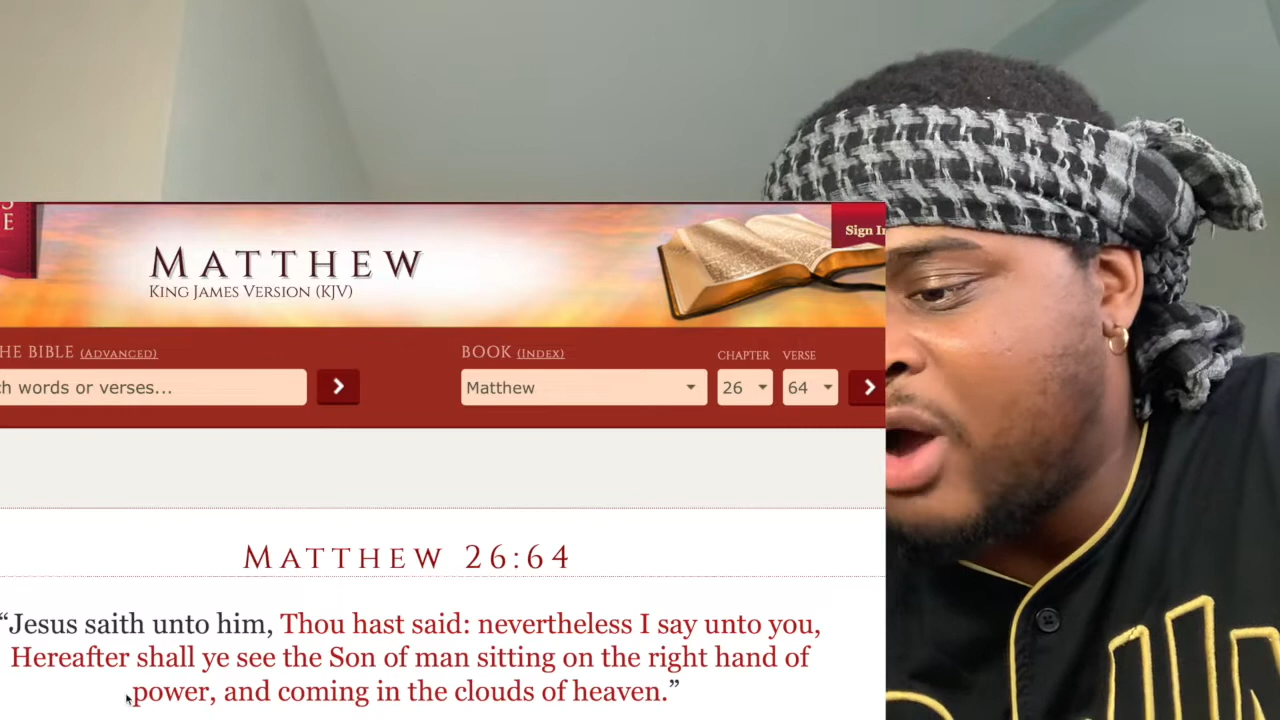 S
E
Sign In
MATTHEW
KING JAMES VERSION (KJV)
HE BIBLE (ADVANCED)
BOOK (INDEX)
CHAPTER
VERSE
ch words or verses...
Matthew
26
64
MATTHEW 26:64
“Jesus saith unto him, Thou hast said: nevertheless I say unto you,
Hereafter shall ye see the Son of man sitting on the right hand of
power, and coming in the clouds of heaven.”